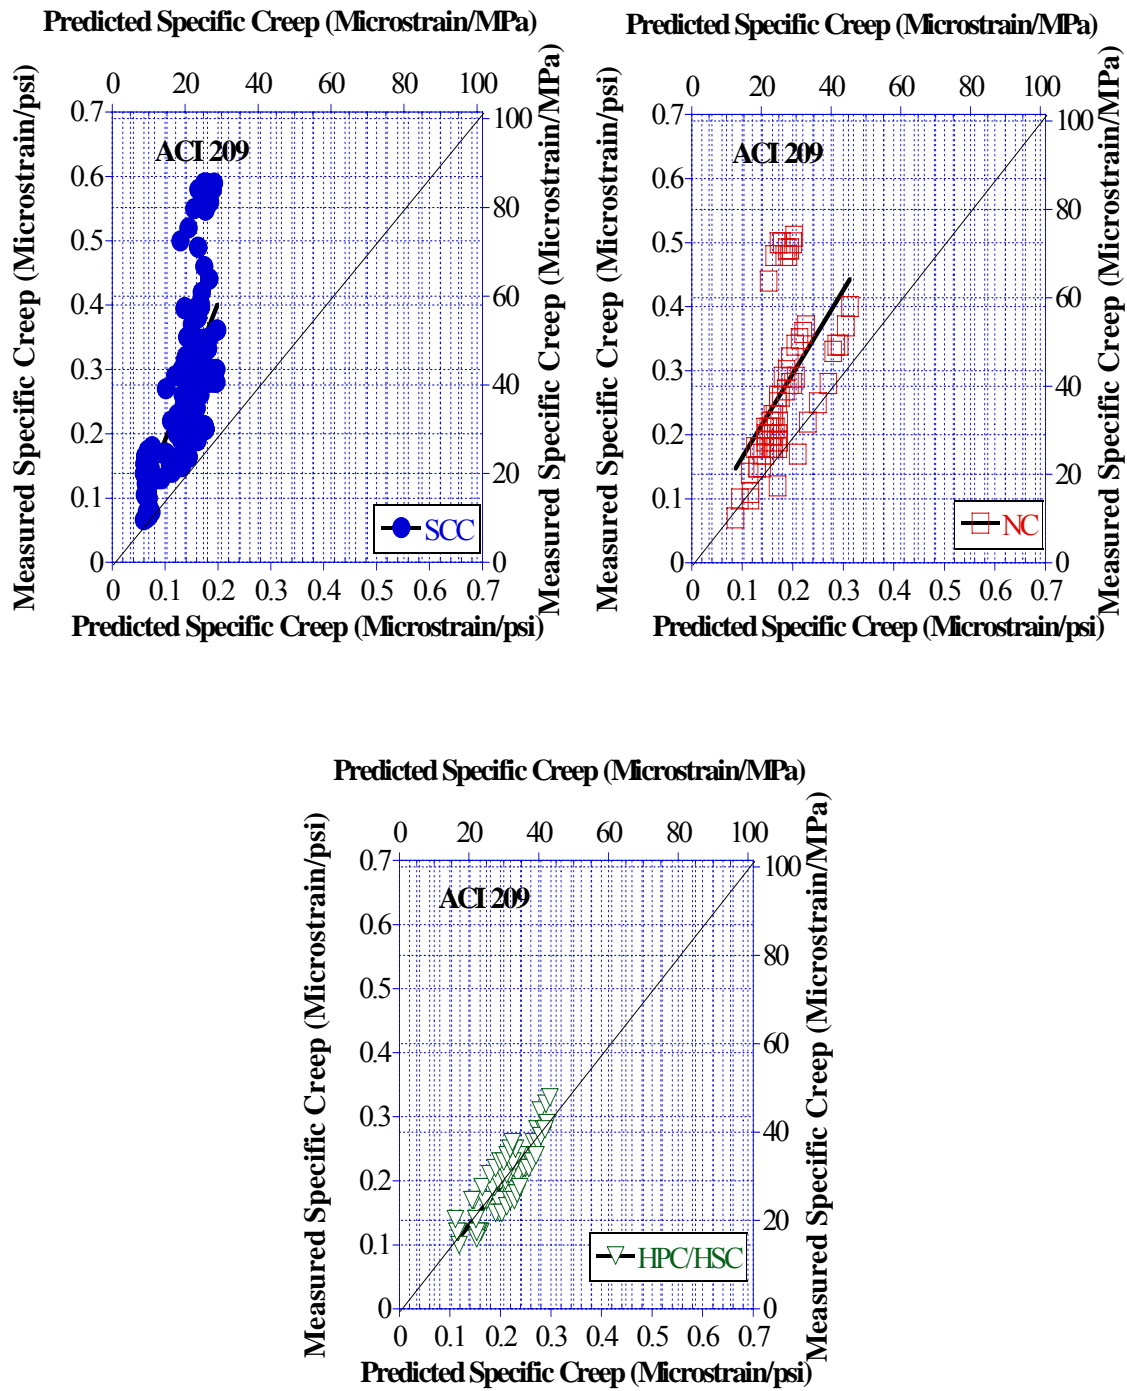 Predicted Specific Creep (Microstrain/MPa)
0 20 40 60 80 100
Measured Specific Creep (Microstrain/psi)
0.7
0.6
0.5
0.4
0.3
0.2
0.1
0
ACI 209
SCC
100
80
60
40
20
0
Measured Specific Creep (Microstrain/MPa)
0 0.1 0.2 0.3 0.4 0.5 0.6 0.7
Predicted Specific Creep (Microstrain/psi)
Predicted Specific Creep (Microstrain/MPa)
0 20 40 60 80 100
Measured Specific Creep (Microstrain/psi)
0.7
0.6
0.5
0.4
0.3
0.2
0.1
0
ACI 209
NC
100
80
60
40
20
0
Measured Specific Creep (Microstrain/MPa)
0 0.1 0.2 0.3 0.4 0.5 0.6 0.7
Predicted Specific Creep (Microstrain/psi)
Predicted Specific Creep (Microstrain/MPa)
0 20 40 60 80 100
Measured Specific Creep (Microstrain/psi)
0.7
0.6
0.5
0.4
0.3
0.2
0.1
0
ACI 209
HPC/HSC
100
80
60
40
20
0
Measured Specific Creep (Microstrain/MPa)
0 0.1 0.2 0.3 0.4 0.5 0.6 0.7
Predicted Specific Creep (Microstrain/psi)